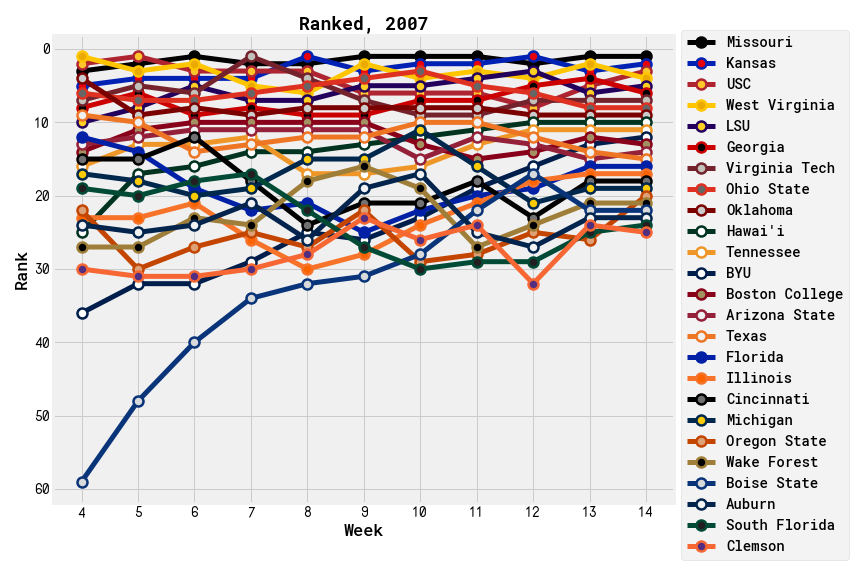 Ranked, 2007
0
10
20
30
40
50
60
Rank
4 5 6 7 8 9 10 11 12 13 14
Week
Missouri
Kansas
USC
West Virginia
LSU
Georgia
Virginia Tech
Ohio State
Oklahoma
Hawai'i
Tennessee
BYU
Boston College
Arizona State
Texas
Florida
Illinois
Cincinnati
Michigan
Oregon State
Wake Forest
Boise State
Auburn
South Florida
Clemson